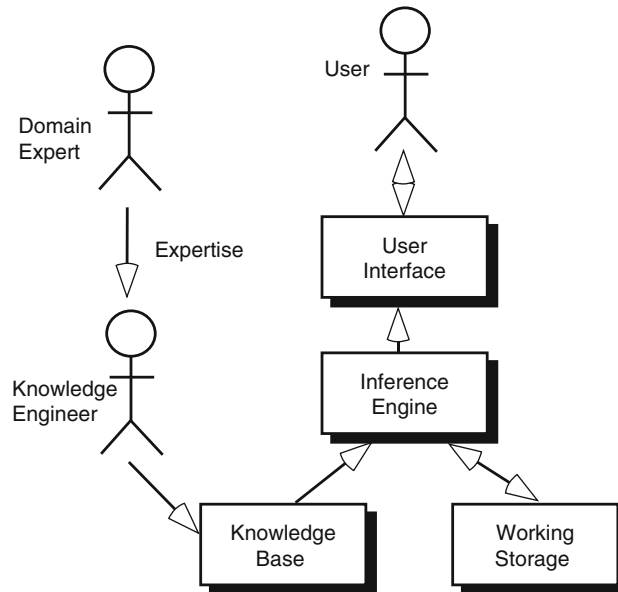 User
Domain
Expert
Expertise
User
Interface
Knowledge
Engineer
Inference
Engine
Knowledge
Base
Working
Storage